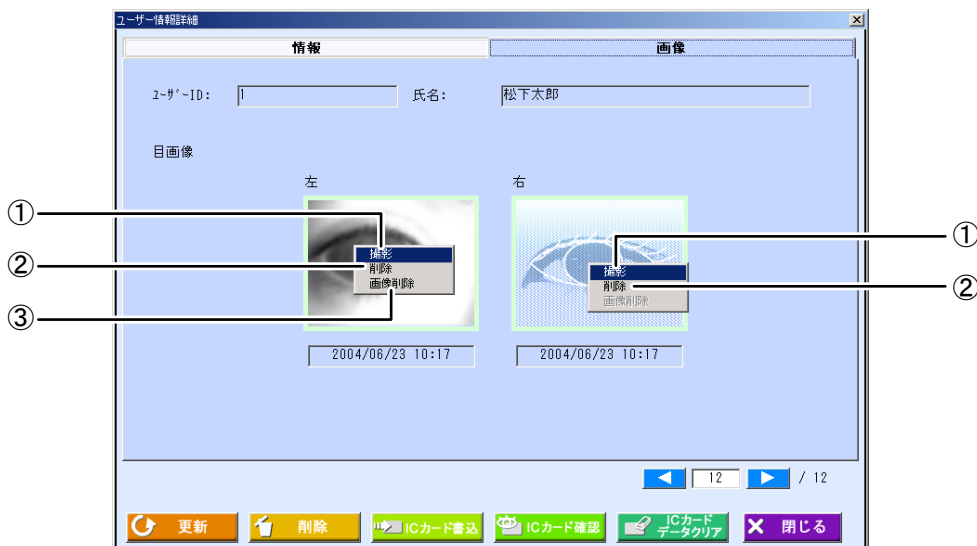 ユーザー情報詳細
情報
画像
ﾕｰｻﾞｰID:
1
氏名:
松下太郎
目画像
左
右
①
②
③
撮影
削除
画像削除
撮影
削除
画像削除
①
②
2004/06/23 10:17
2004/06/23 10:17
12
/ 12
更新
削除
ICカード書込
ICカード確認
ICカード
データクリア
閉じる